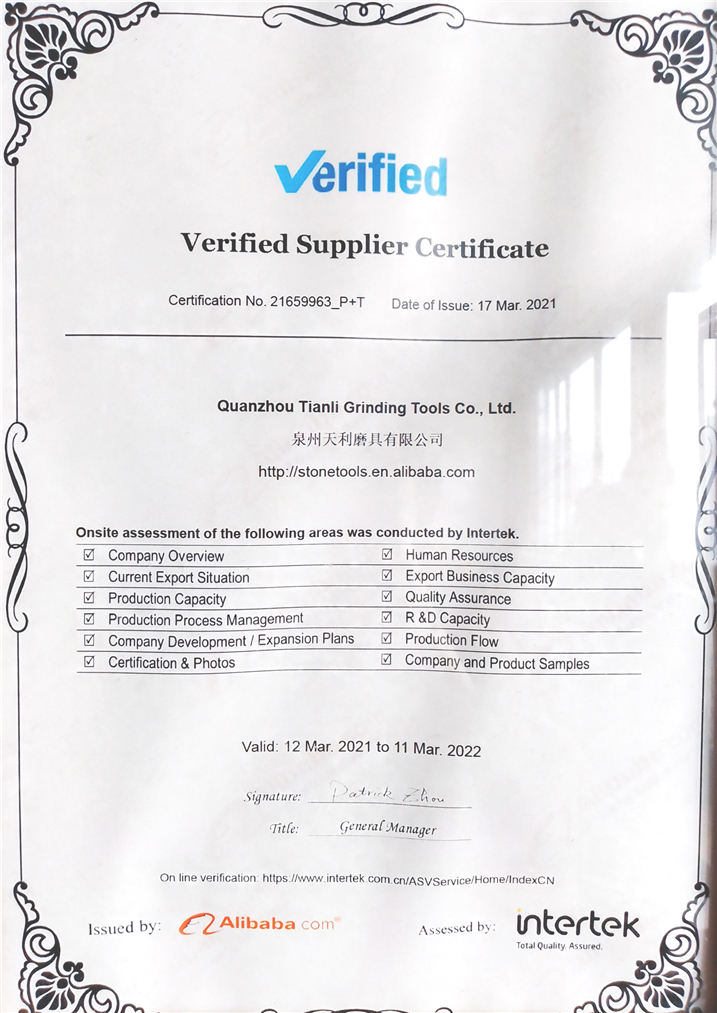 Verified
Verified Supplier Certificate
Certification No. 21659963_P+T Date of Issue: 17 Mar. 2021
Quanzhou Tianli Grinding Tools Co., Ltd.
泉州天利磨具有限公司
http://stonetools.en.alibaba.com
Onsite assessment of the following areas was conducted by Intertek.
☑ Company Overview ☑ Human Resources
☑ Current Export Situation ☑ Export Business Capacity
☑ Production Capacity ☑ Quality Assurance
☑ Production Process Management ☑ R &D Capacity
☑ Company Development / Expansion Plans ☑ Production Flow
☑ Certification & Photos ☑ Company and Product Samples
Valid: 12 Mar. 2021 to 11 Mar. 2022
Signature: Patrick Zhou
Title: General Manager
On line verification: https://www.intertek.com.cn/ASVService/Home/IndexCN
Issued by: Alibaba.com® Assessed by: intertek
Total Quality. Assured.